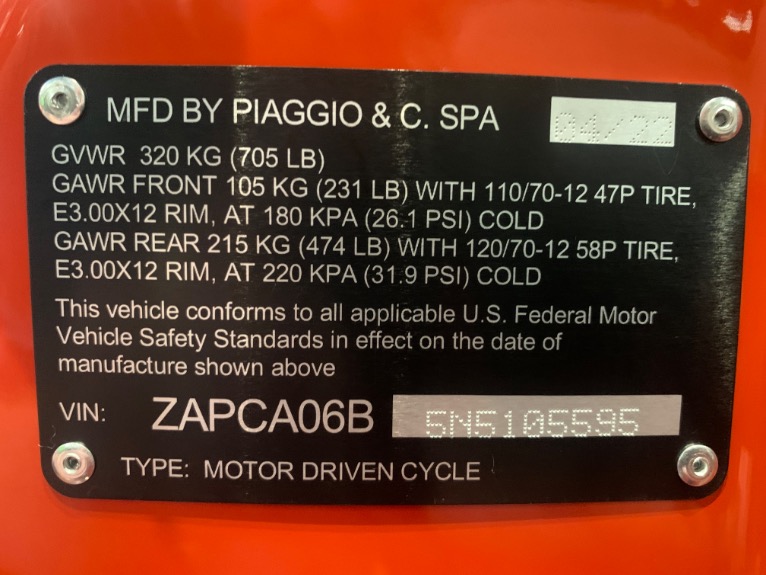 MFD BY PIAGGIO & C. SPA 04/22
GVWR 320 KG (705 LB)
GAWR FRONT 105 KG (231 LB) WITH 110/70-12 47P TIRE,
E3.00X12 RIM, AT 180 KPA (26.1 PSI) COLD
GAWR REAR 215 KG (474 LB) WITH 120/70-12 58P TIRE,
E3.00X12 RIM, AT 220 KPA (31.9 PSI) COLD
This vehicle conforms to all applicable U.S. Federal Motor
Vehicle Safety Standards in effect on the date of
manufacture shown above
VIN: ZAPCA06B 5N5105595
TYPE: MOTOR DRIVEN CYCLE